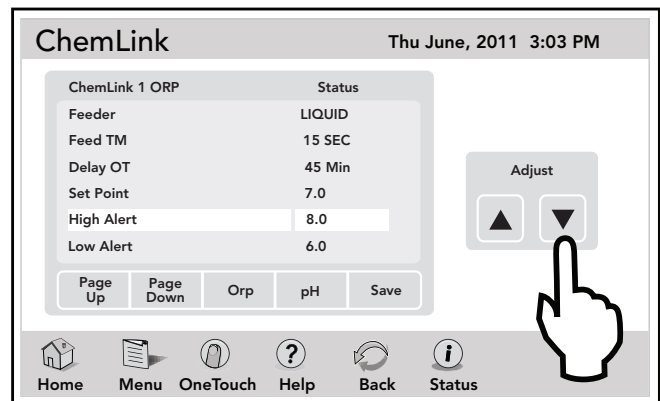 ChemLink Thu June, 2011 3:03 PM
ChemLink 1 ORP Status
Feeder LIQUID
Feed TM 15 SEC
Delay OT 45 Min
Set Point 7.0
High Alert 8.0
Low Alert 6.0
Adjust
Page Up Page Down Orp pH Save
Home Menu OneTouch Help Back Status